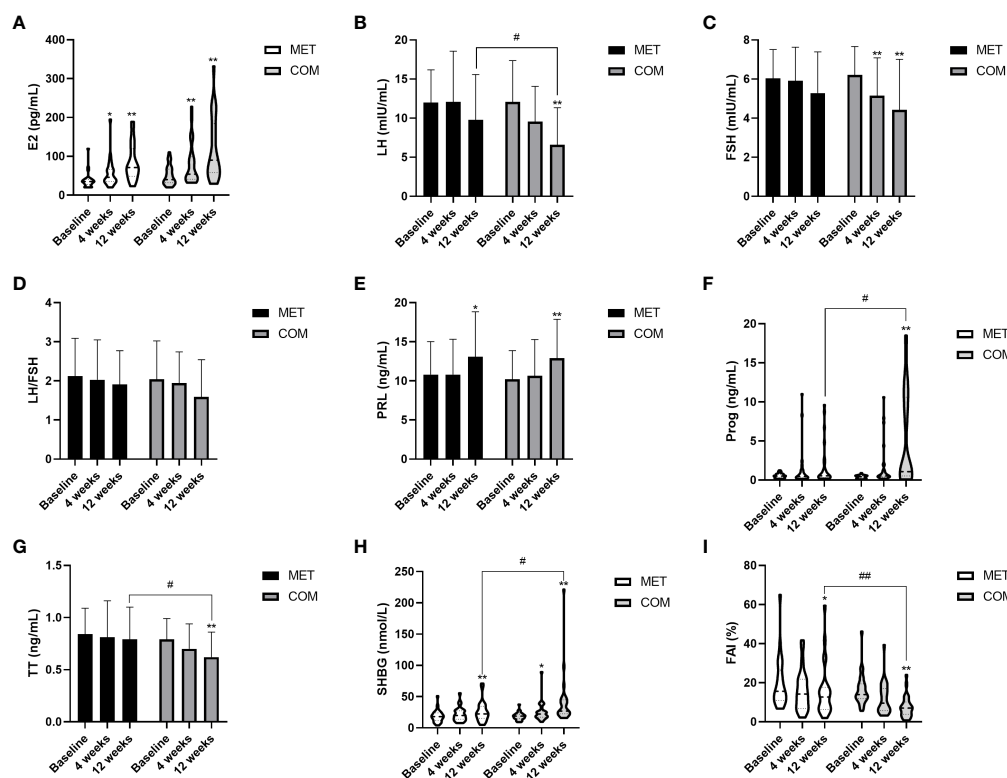 A
E2 (pg/mL)
400
300
200
100
0
*
**
**
**
Baseline
4 weeks
12 weeks
Baseline
4 weeks
12 weeks
MET
COM
B
LH (mIU/mL)
20
15
10
5
0
#
**
Baseline
4 weeks
12 weeks
Baseline
4 weeks
12 weeks
MET
COM
C
FSH (mIU/mL)
8
6
4
2
0
**
**
Baseline
4 weeks
12 weeks
Baseline
4 weeks
12 weeks
MET
COM
D
LH/FSH
4
3
2
1
0
Baseline
4 weeks
12 weeks
Baseline
4 weeks
12 weeks
MET
COM
E
PRL (ng/mL)
20
15
10
5
0
*
**
Baseline
4 weeks
12 weeks
Baseline
4 weeks
12 weeks
MET
COM
F
Prog (ng/mL)
20
15
10
5
0
#
**
Baseline
4 weeks
12 weeks
Baseline
4 weeks
12 weeks
MET
COM
G
TT (ng/mL)
1.5
1.0
0.5
0.0
#
**
Baseline
4 weeks
12 weeks
Baseline
4 weeks
12 weeks
MET
COM
H
SHBG (nmol/L)
250
200
150
100
50
0
#
**
*
**
Baseline
4 weeks
12 weeks
Baseline
4 weeks
12 weeks
MET
COM
I
FAI (%)
80
60
40
20
0
##
*
**
Baseline
4 weeks
12 weeks
Baseline
4 weeks
12 weeks
MET
COM